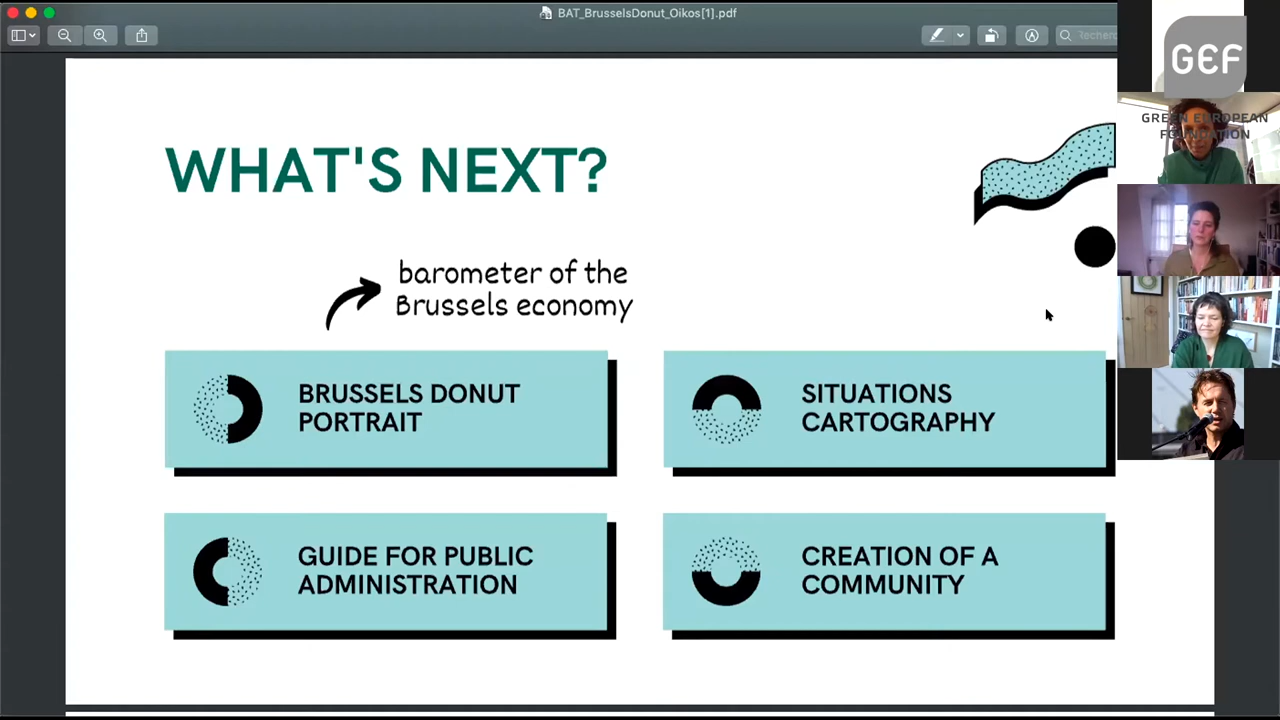 BAT_BrusselsDonut_Oikos[1].pdf
Recherc
GEF
GREEN EUROPEAN
FOUNDATION
WHAT'S NEXT?
barometer of the
Brussels economy
BRUSSELS DONUT
PORTRAIT
SITUATIONS
CARTOGRAPHY
GUIDE FOR PUBLIC
ADMINISTRATION
CREATION OF A
COMMUNITY